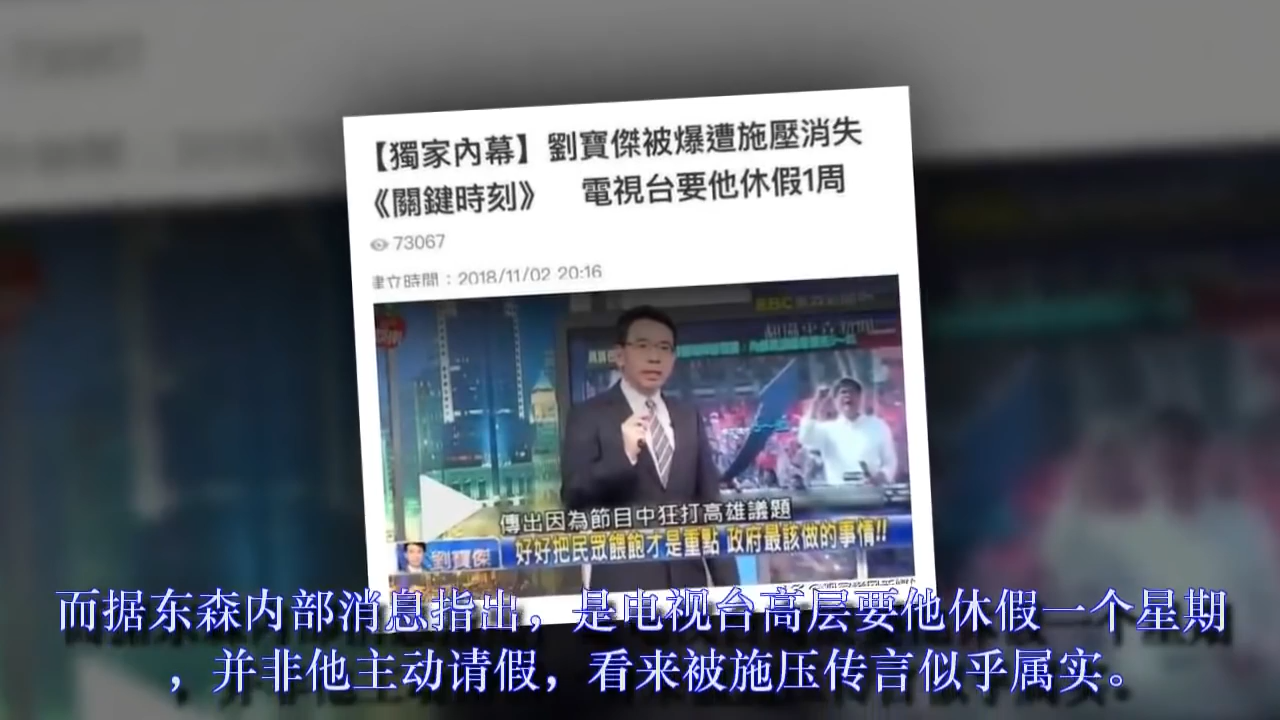 【獨家內幕】劉寶傑被爆遭施壓消失
《關鍵時刻》 電視台要他休假1周
73067
建立時間：2018/11/02 20:16
傳出因為節目中狂打高雄議題
劉寶傑
好好把民眾餵飽才是重點 政府最該做的事情!!
而据东森内部消息指出，是电视台高层要他休假一个星期
，并非他主动请假，看来被施压传言似乎属实。